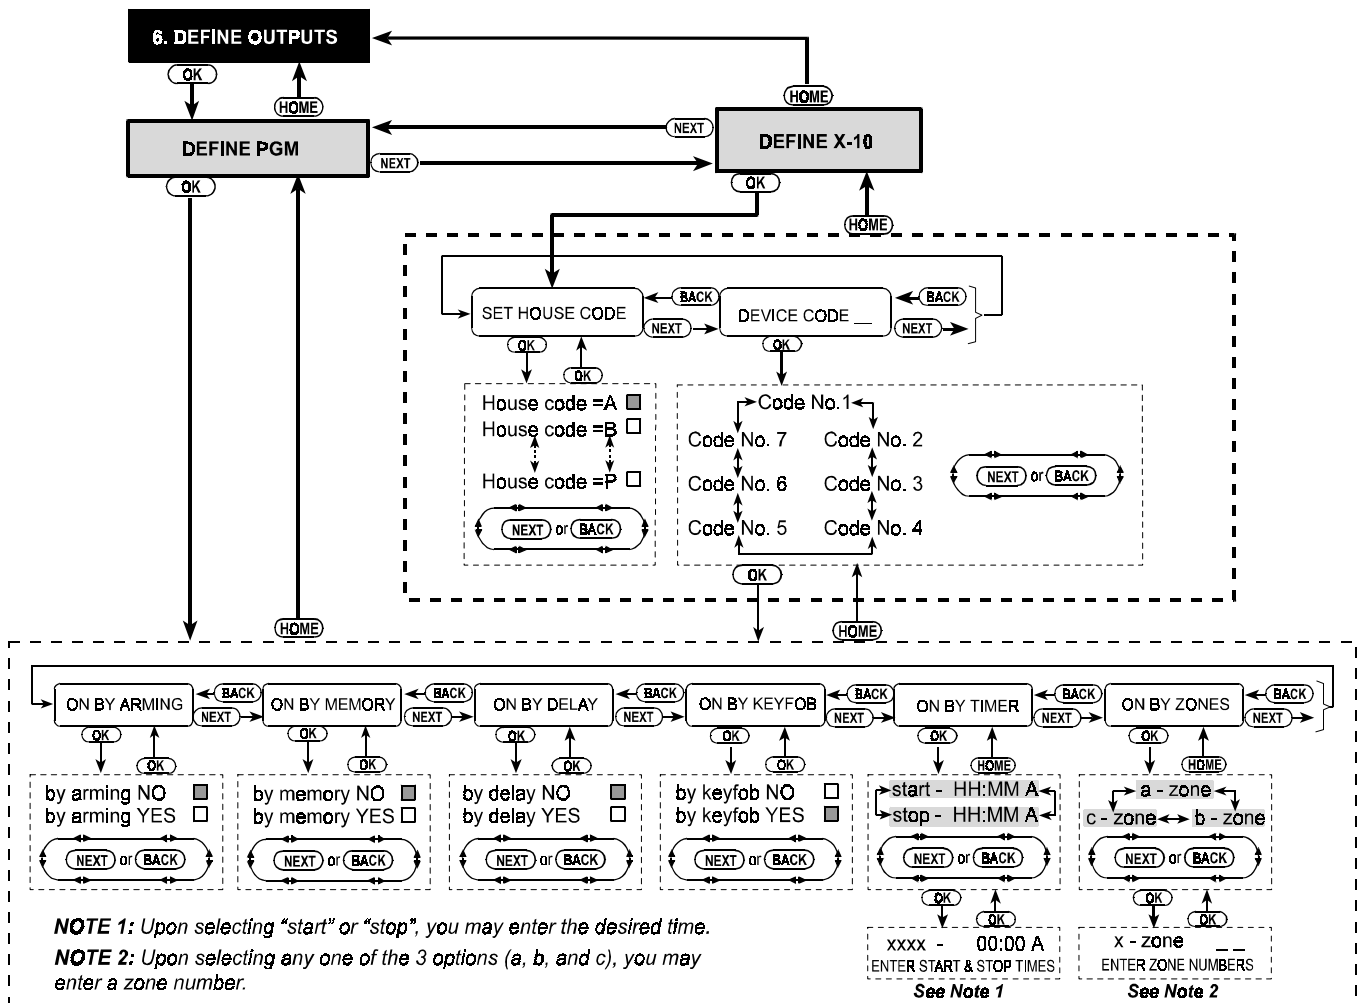 6. DEFINE OUTPUTS
OK
HOME
HOME
DEFINE PGM
NEXT
NEXT
DEFINE X-10
OK
OK
HOME
SET HOUSE CODE
BACK
NEXT
DEVICE CODE __
BACK
NEXT
OK
OK
OK
House code =A
House code =B
House code =P
NEXT or BACK
Code No.1
Code No. 7 Code No. 2
Code No. 6 Code No. 3
Code No. 5 Code No. 4
NEXT or BACK
OK
HOME
HOME
ON BY ARMING
BACK
NEXT
ON BY MEMORY
BACK
NEXT
ON BY DELAY
BACK
NEXT
ON BY KEYFOB
BACK
NEXT
ON BY TIMER
BACK
NEXT
ON BY ZONES
BACK
NEXT
OK
OK
OK
OK
OK
OK
OK
OK
OK
HOME
OK
HOME
by arming NO
by arming YES
NEXT or BACK
by memory NO
by memory YES
NEXT or BACK
by delay NO
by delay YES
NEXT or BACK
by keyfob NO
by keyfob YES
NEXT or BACK
start - HH:MM A
stop - HH:MM A
NEXT or BACK
a - zone
c - zone b - zone
NEXT or BACK
OK
OK
OK
OK
xxxx - 00:00 A
ENTER START & STOP TIMES
See Note 1
x - zone _ _
ENTER ZONE NUMBERS
See Note 2
NOTE 1: Upon selecting “start” or “stop”, you may enter the desired time.
NOTE 2: Upon selecting any one of the 3 options (a, b, and c), you may
enter a zone number.